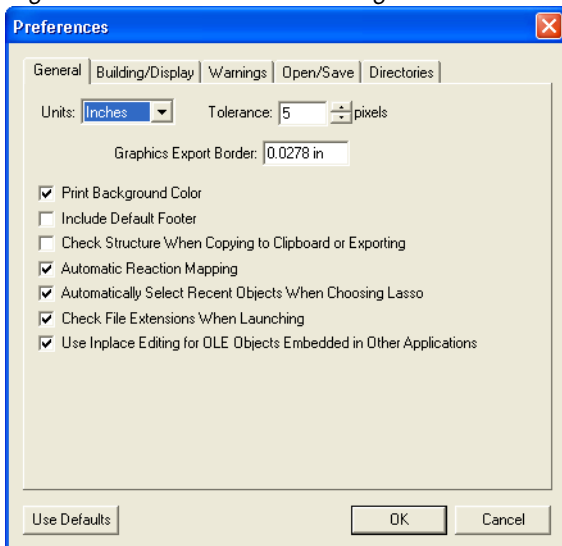 Preferences
General Building/Display Warnings Open/Save Directories
Units: Inches Tolerance: 5 pixels
Graphics Export Border: 0.0278 in
Print Background Color
Include Default Footer
Check Structure When Copying to Clipboard or Exporting
Automatic Reaction Mapping
Automatically Select Recent Objects When Choosing Lasso
Check File Extensions When Launching
Use Inplace Editing for OLE Objects Embedded in Other Applications
Use Defaults OK Cancel